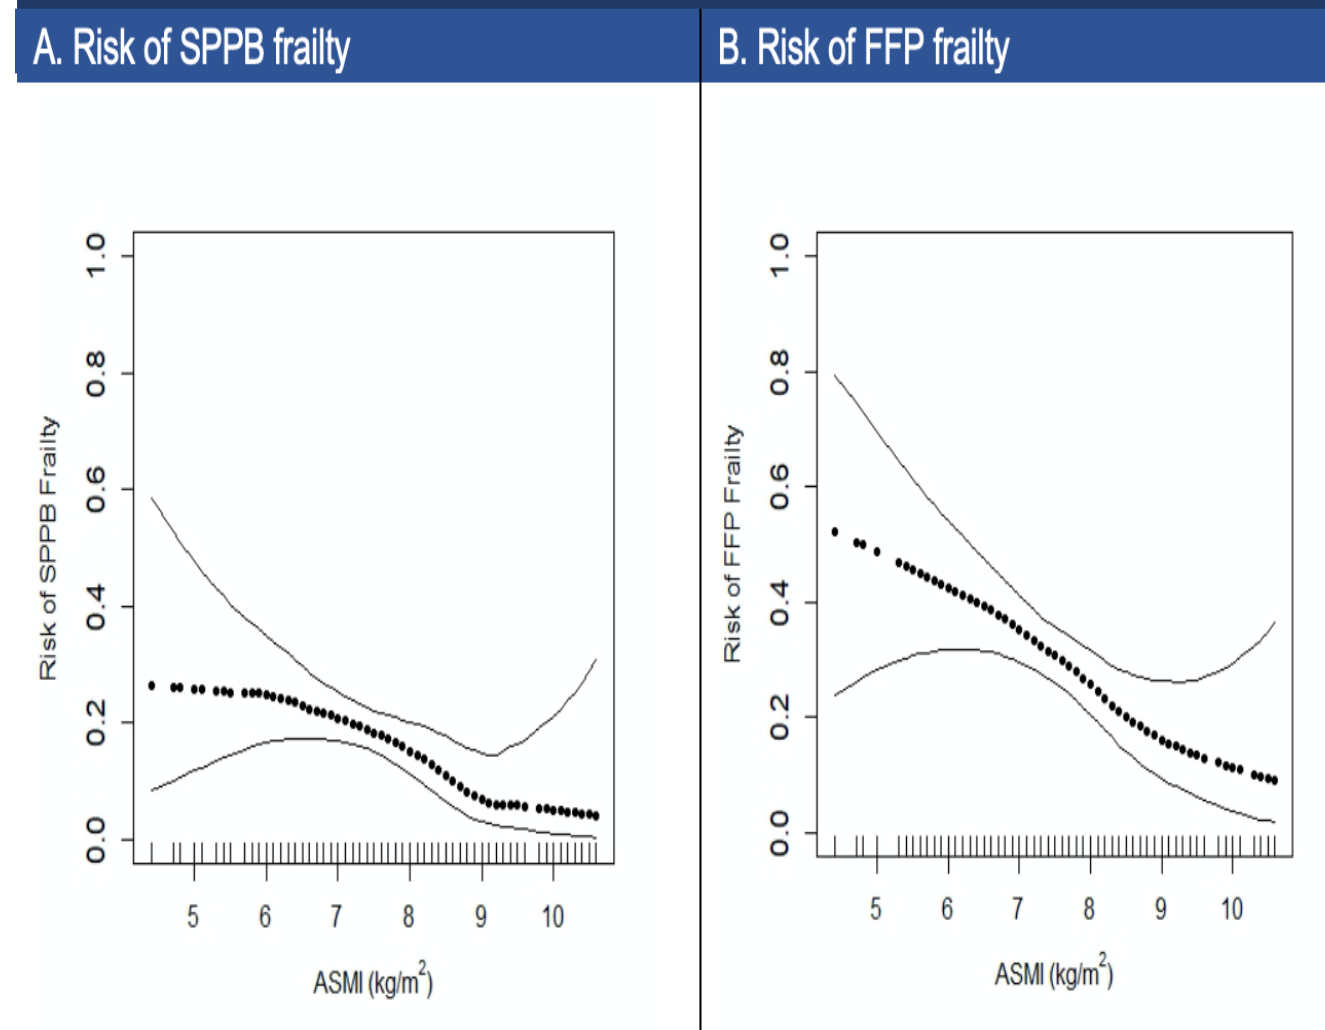 A. Risk of SPPB frailty
Risk of SPPB Frailty
1.0
0.8
0.6
0.4
0.2
0.0
5 6 7 8 9 10
ASMI (kg/m²)
B. Risk of FFP frailty
Risk of FFP Frailty
1.0
0.8
0.6
0.4
0.2
0.0
5 6 7 8 9 10
ASMI (kg/m²)